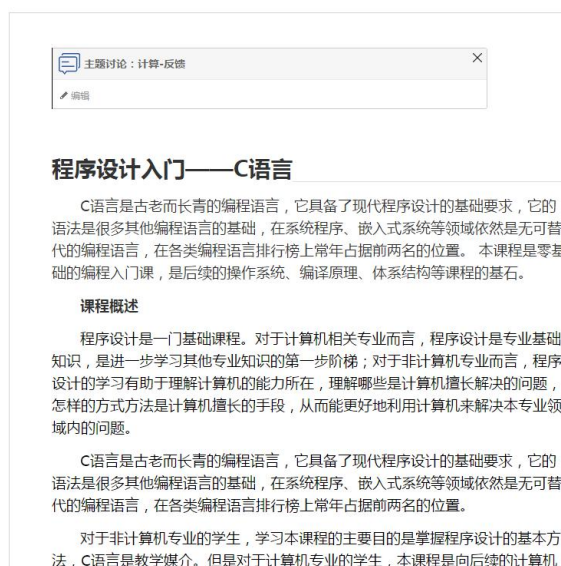 主题讨论：计算-反馈
编辑
程序设计入门——C语言
C语言是古老而长青的编程语言，它具备了现代程序设计的基础要求，它的
语法是很多其他编程语言的基础，在系统程序、嵌入式系统等领域依然是无可替
代的编程语言，在各类编程语言排行榜上常年占据前两名的位置。 本课程是零基
础的编程入门课，是后续的操作系统、编译原理、体系结构等课程的基石。
课程概述
程序设计是一门基础课程。对于计算机相关专业而言，程序设计是专业基础
知识，是进一步学习其他专业知识的第一步阶梯；对于非计算机专业而言，程序
设计的学习有助于理解计算机的能力所在，理解哪些是计算机擅长解决的问题，
怎样的方式方法是计算机擅长的手段，从而能更好地利用计算机来解决本专业领
域内的问题。
C语言是古老而长青的编程语言，它具备了现代程序设计的基础要求，它的
语法是很多其他编程语言的基础，在系统程序、嵌入式系统等领域依然是无可替
代的编程语言，在各类编程语言排行榜上常年占据前两名的位置。
对于非计算机专业的学生，学习本课程的主要目的是掌握程序设计的基本方
法，C语言是教学媒介。但是对于计算机专业的学生，本课程是向后续的计算机